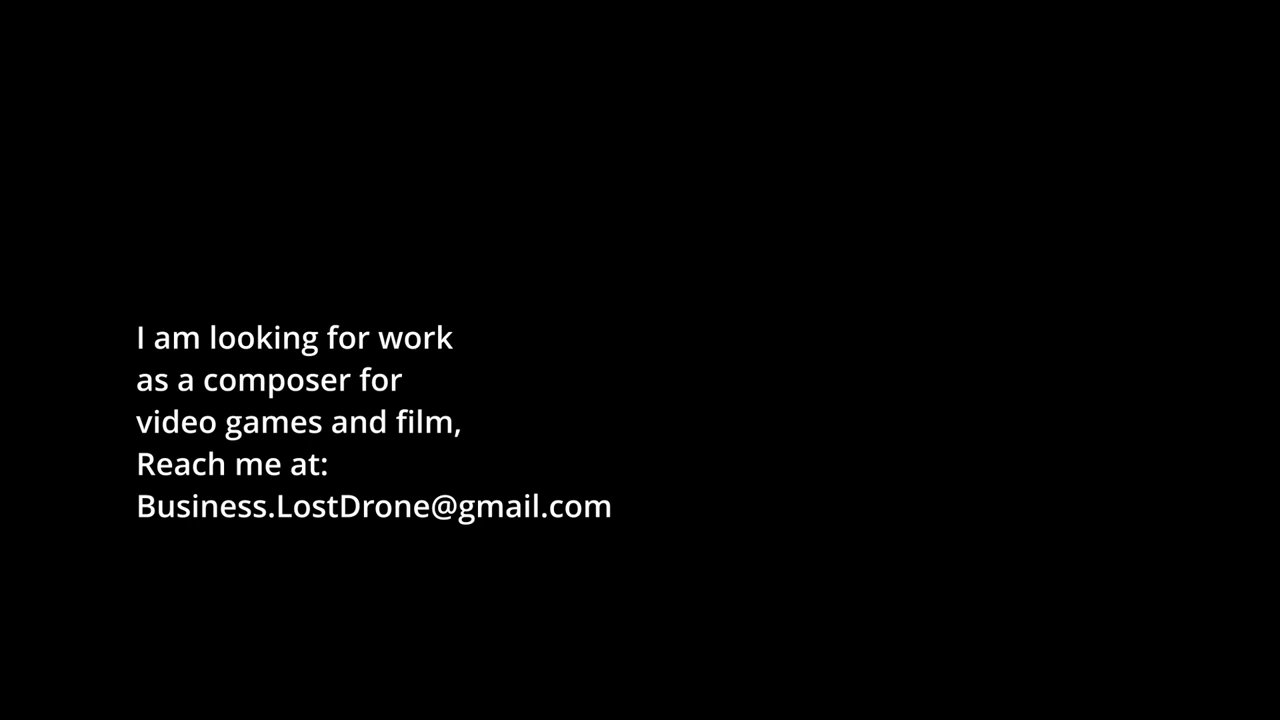 I am looking for work
as a composer for
video games and film,
Reach me at:
Business.LostDrone@gmail.com